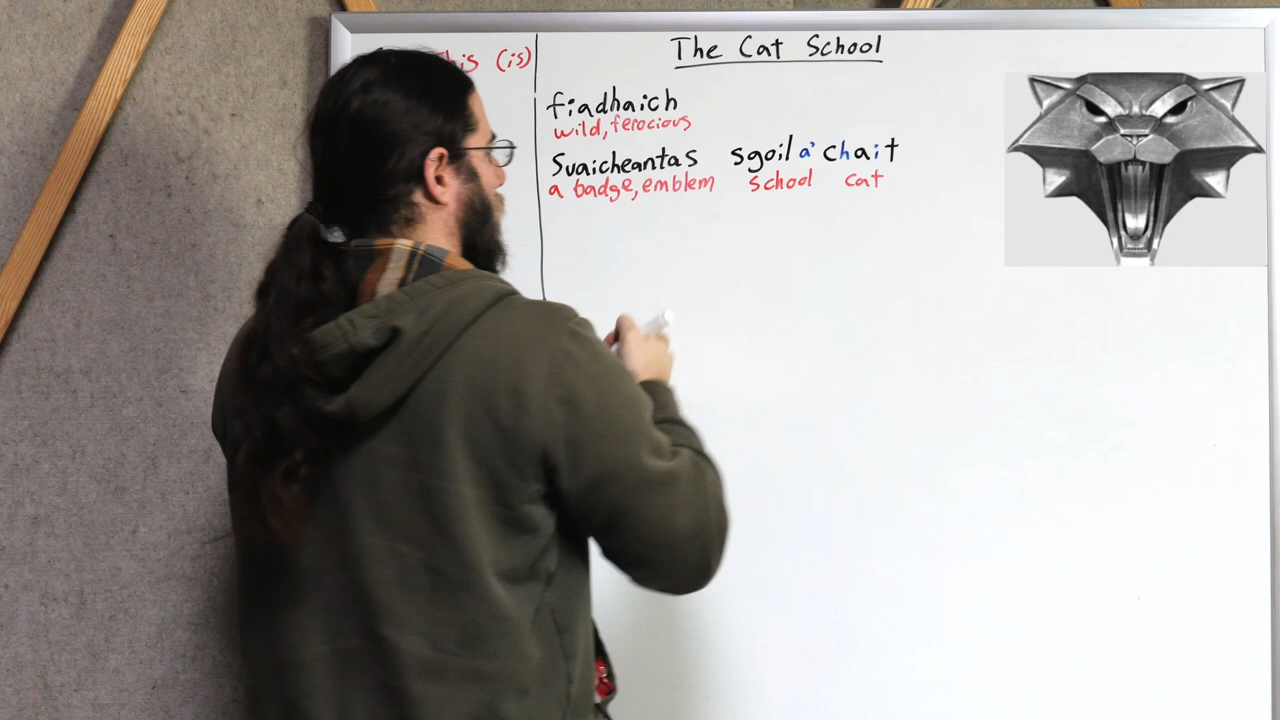 This (is)
The Cat School
fiadhaich
wild, ferocious
Suaicheantas sgoil a' chait
a badge, emblem school cat